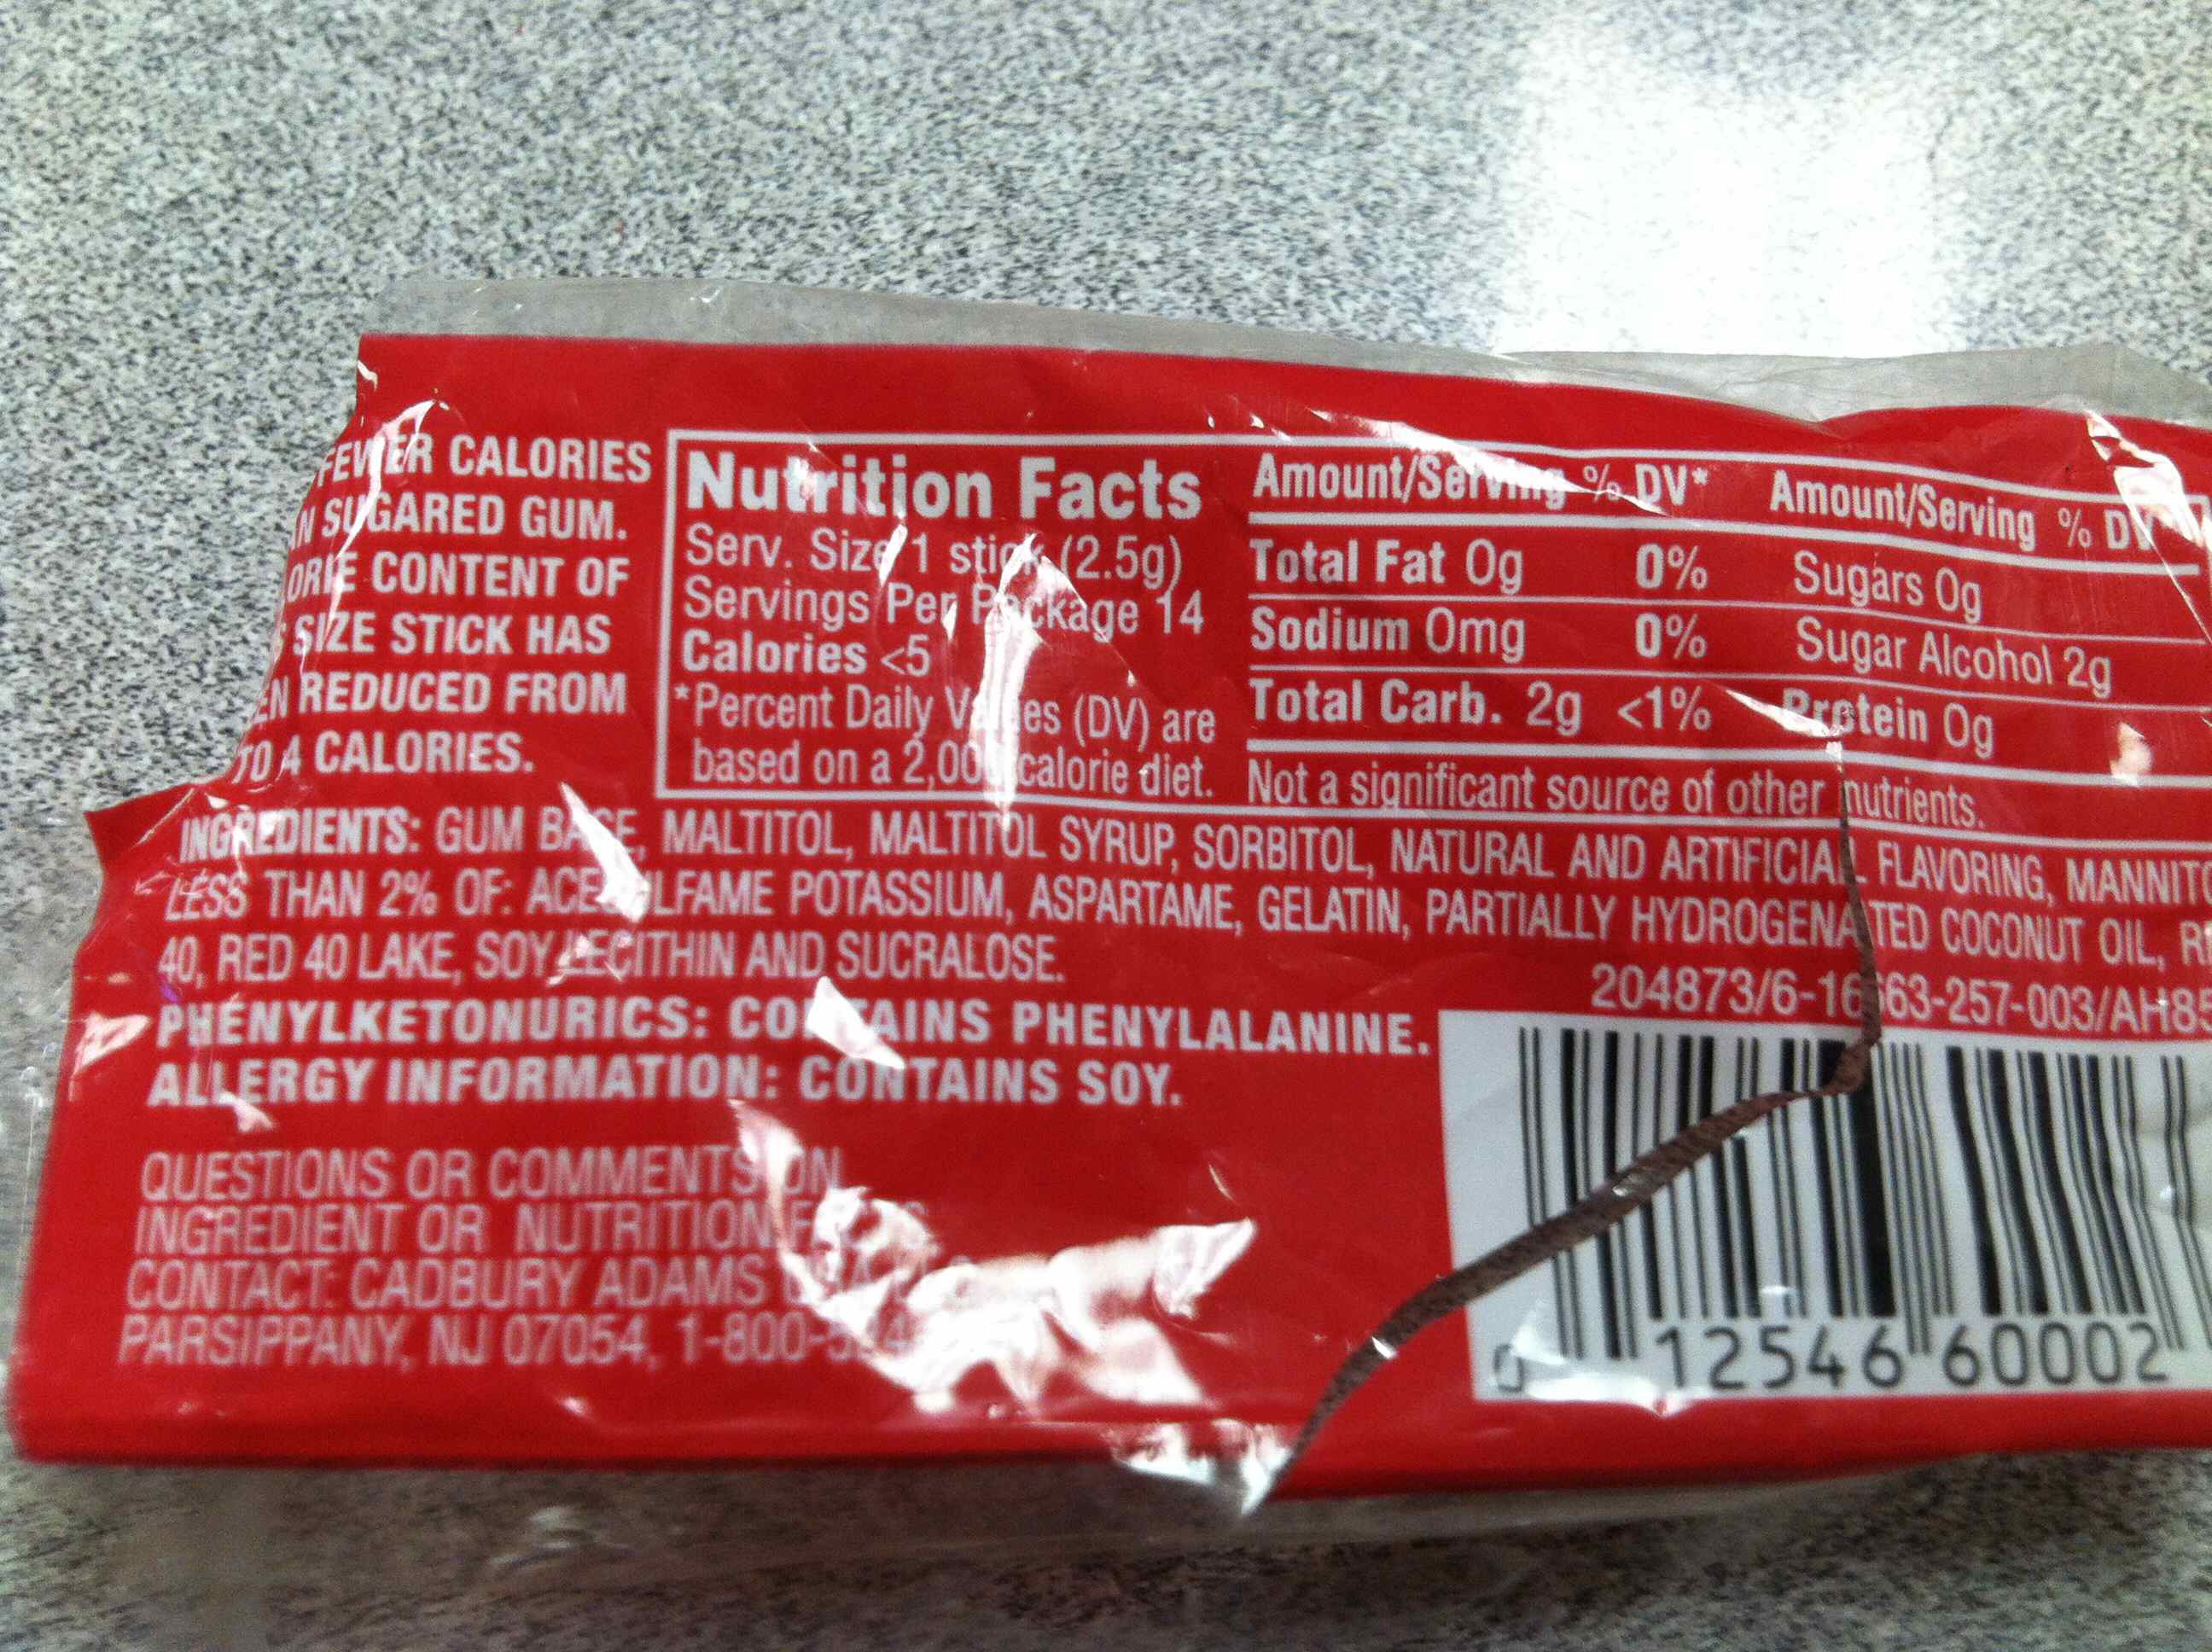 FEWER CALORIES
IN SUGARED GUM.
CONTENT OF
SIZE STICK HAS
REDUCED FROM
TO 4 CALORIES.
Nutrition Facts
Serv. Size 1 stick (2.5g)
Servings Per Package 14
Calories <5
*Percent Daily Values (DV) are
based on a calorie diet.
Amount/Serving % DV*
Total Fat 0g 0%
Sodium 0mg 0%
Total Carb. 2g <1%
Amount/Serving %
Sugars 0g
Sugar Alcohol 2g
Protein 0g
Not a significant source of other nutrients.
INGREDIENTS: GUM BASE, MALTITOL, MALTITOL SYRUP, SORBITOL, NATURAL AND ARTIFICIAL FLAVORING,
LESS THAN 2% OF: ACESULFAME POTASSIUM, ASPARTAME, GELATIN, PARTIALLY HYDROGENATED COCONUT OIL,
40, RED 40 LAKE, SOY LECITHIN AND SUCRALOSE.
PHENYLKETONURICS: CONTAINS PHENYLALANINE.
ALLERGY INFORMATION: CONTAINS SOY.
QUESTIONS OR COMMENTS ON
INGREDIENT OR NUTRITION
CONTACT: CADBURY ADAMS
PARSIPPANY, NJ 07054, 1-800-
0 12546 60002